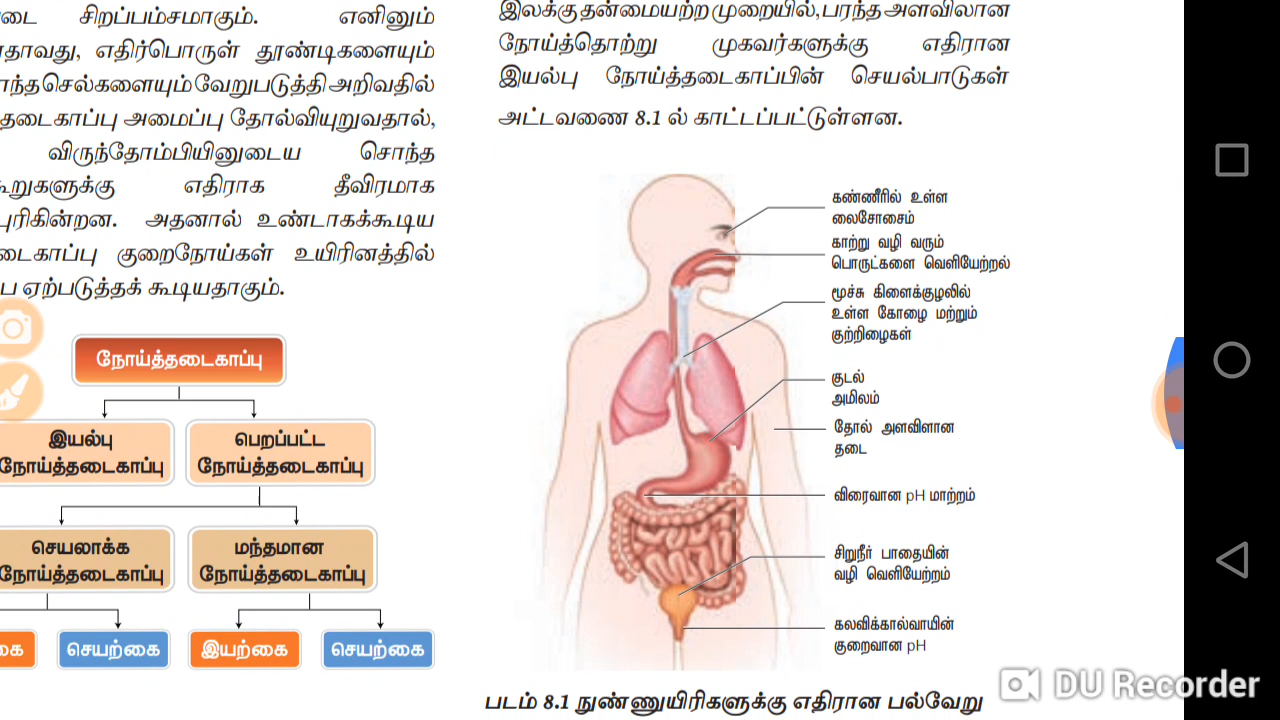 சிறப்பம்சமாகும். எனினும்
எதிர்பொருள் தூண்டிகளையும்
வேறுபடுத்தி அறிவதில்
அமைப்பு தோல்வியுறுவதால்,
விருந்தோம்பியினுடைய சொந்த
எதிராக தீவிரமாக
அதனால் உண்டாகக்கூடிய
குறைநோய்கள் உயிரினத்தில்
ஏற்படுத்தக் கூடியதாகும்.
நோய்த்தடைகாப்பு
இயல்பு
நோய்த்தடைகாப்பு
பெறப்பட்ட
நோய்த்தடைகாப்பு
செயலாக்க
நோய்த்தடைகாப்பு
மந்தமான
நோய்த்தடைகாப்பு
செயற்கை
இயற்கை
செயற்கை
இலக்கு தன்மையற்ற முறையில், பரந்த அளவிலான
நோய்த்தொற்று முகவர்களுக்கு எதிரான
இயல்பு நோய்த்தடைகாப்பின் செயல்பாடுகள்
அட்டவணை 8.1 ல் காட்டப்பட்டுள்ளன.
கண்ணீரில் உள்ள
லைசோசைம்
காற்று வழி வரும்
பொருட்களை வெளியேற்றல்
மூச்சு கிளைக்குழலில்
உள்ள கோழை மற்றும்
குற்றிழைகள்
குடல்
அமிலம்
தோல் அளவிளான
தடை
விரைவான pH மாற்றம்
சிறுநீர் பாதையின்
வழி வெளியேற்றம்
கலவிக்கால்வாயின்
குறைவான pH
படம் 8.1 நுண்ணுயிரிகளுக்கு எதிரான பல்வேறு
DU Recorder